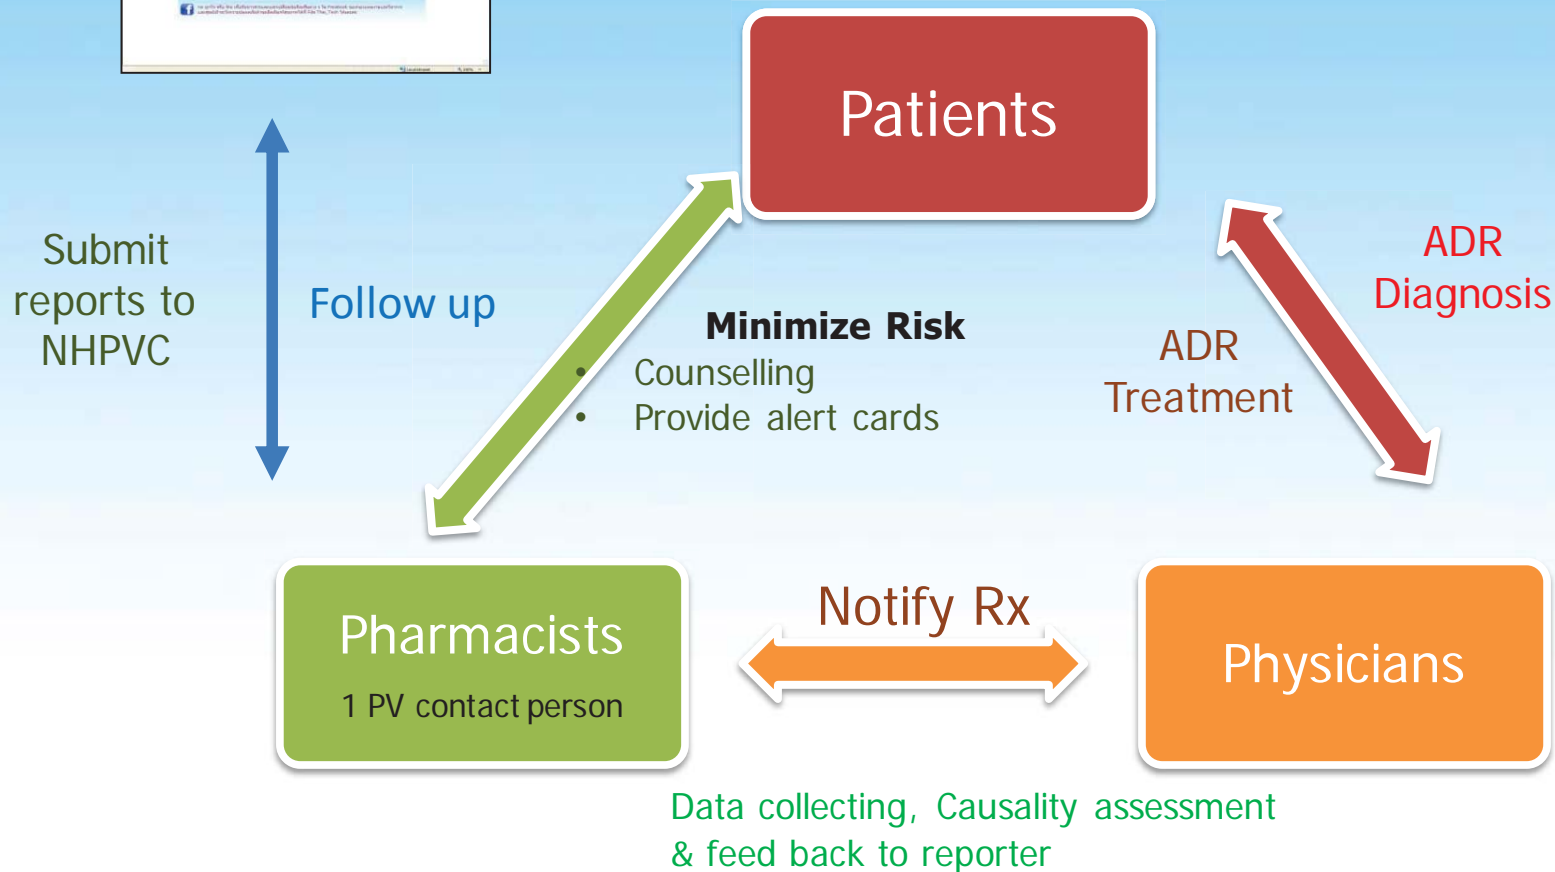 Patients
Submit
reports to
NHPVC
Follow up
Minimize Risk
• Counselling
• Provide alert cards
ADR
Treatment
ADR
Diagnosis
Pharmacists
1 PV contact person
Notify Rx
Physicians
Data collecting, Causality assessment
& feed back to reporter